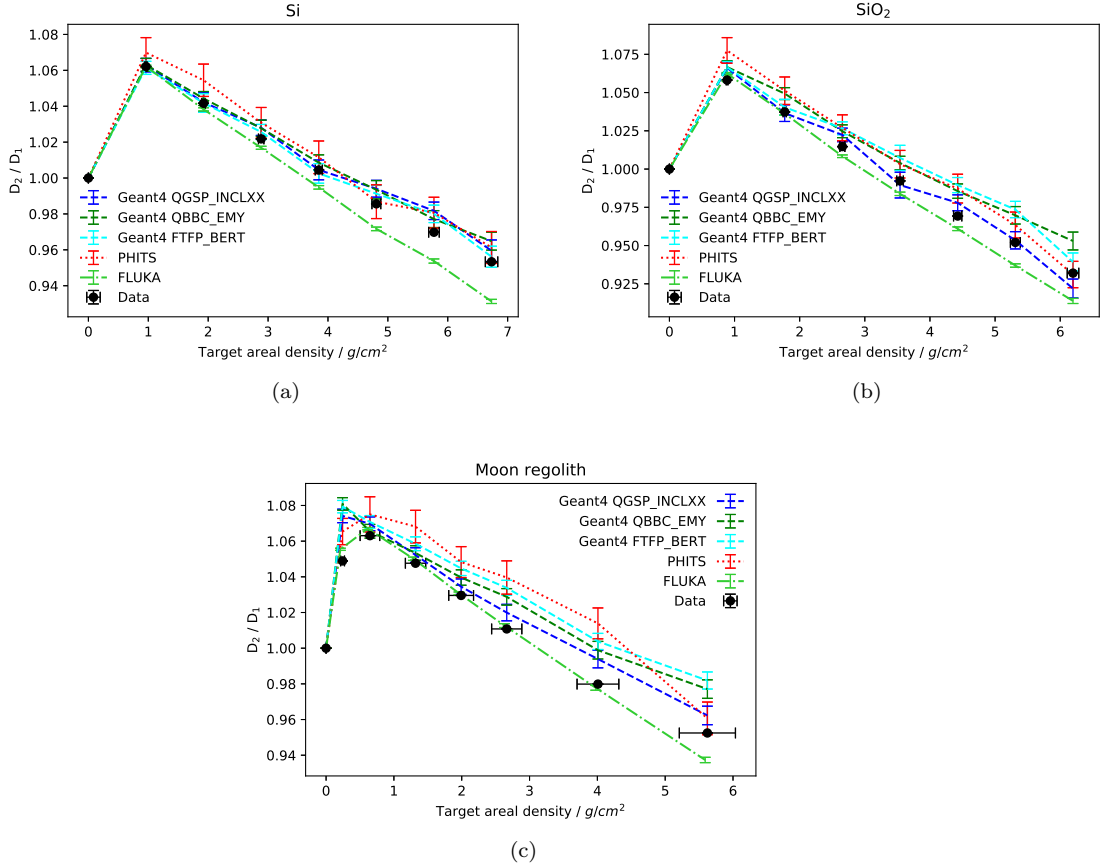 Si
D2 / D1
1.08
1.06
1.04
1.02
1.00
0.98
0.96
0.94
Geant4 QGSP_INCLXX
Geant4 QBBC_EMY
Geant4 FTFP_BERT
PHITS
FLUKA
Data
0 1 2 3 4 5 6 7
Target areal density / g/cm²
(a)
SiO₂
D₂ / D₁
1.075
1.050
1.025
1.000
0.975
0.950
0.925
Geant4 QGSP_INCLXX
Geant4 QBBC_EMY
Geant4 FTFP_BERT
PHITS
FLUKA
Data
0 1 2 3 4 5 6
Target areal density / g/cm²
(b)
Moon regolith
D₂ / D₁
1.08
1.06
1.04
1.02
1.00
0.98
0.96
0.94
Geant4 QGSP_INCLXX
Geant4 QBBC_EMY
Geant4 FTFP_BERT
PHITS
FLUKA
Data
0 1 2 3 4 5 6
Target areal density / g/cm²
(c)